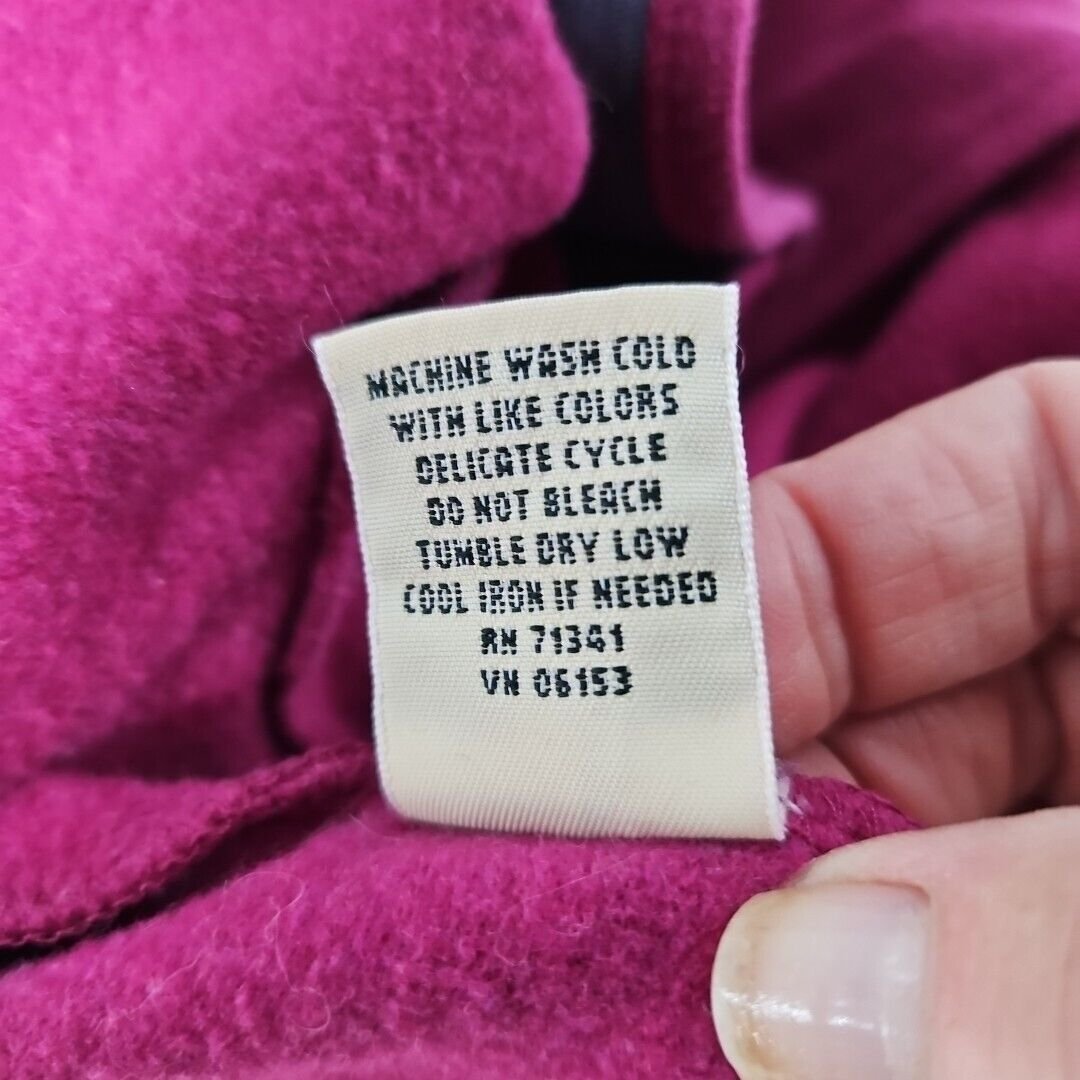 MACHINE WASH COLD
WITH LIKE COLORS
DELICATE CYCLE
DO NOT BLEACH
TUMBLE DRY LOW
COOL IRON IF NEEDED
RN 71341
VN 06153